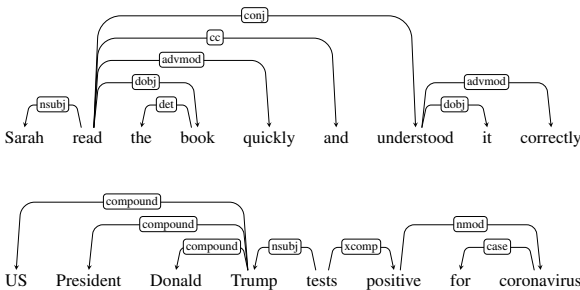 conj
cc
advmod
dobj advmod
nsubj det dobj
Sarah read the book quickly and understood it correctly
compound
compound nmod
compound nsubj xcomp case
US President Donald Trump tests positive for coronavirus